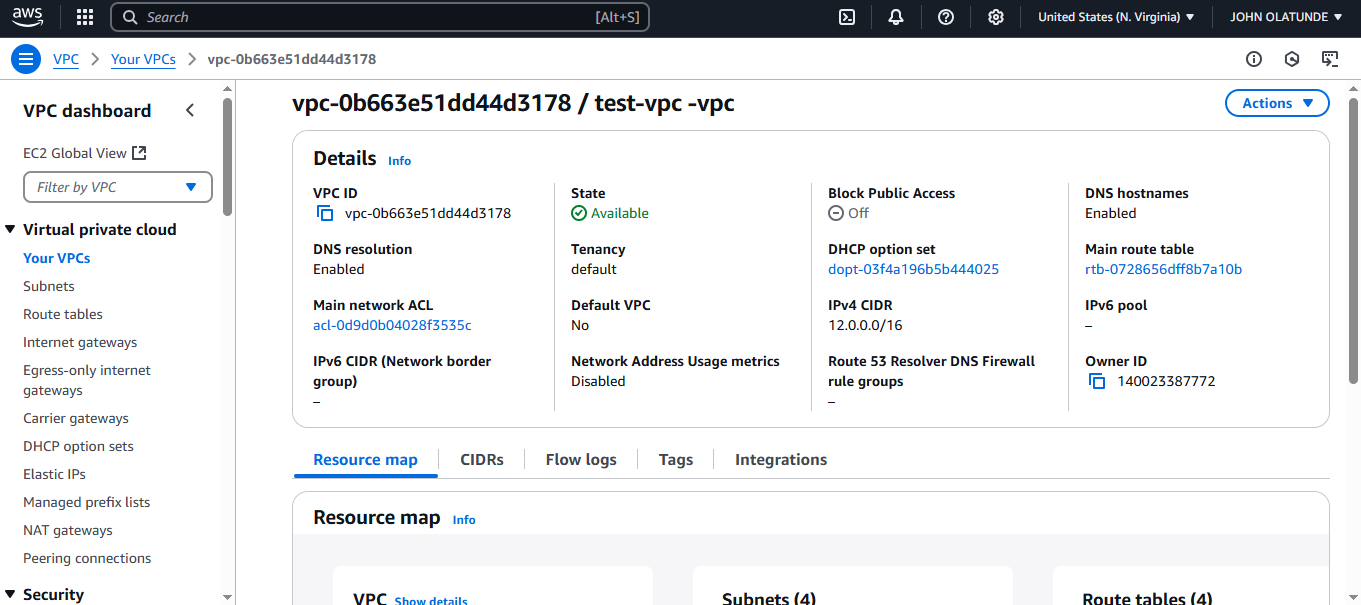 aws
Search [Alt+S]
United States (N. Virginia)
JOHN OLATUNDE
VPC
Your VPCs
vpc-0b663e51dd44d3178
VPC dashboard
EC2 Global View
Filter by VPC
Virtual private cloud
Your VPCs
Subnets
Route tables
Internet gateways
Egress-only internet
gateways
Carrier gateways
DHCP option sets
Elastic IPs
Managed prefix lists
NAT gateways
Peering connections
Security
vpc-0b663e51dd44d3178 / test-vpc -vpc
Actions
Details Info
VPC ID
vpc-0b663e51dd44d3178
State
Available
Block Public Access
Off
DNS hostnames
Enabled
DNS resolution
Enabled
Tenancy
default
DHCP option set
dopt-03f4a196b5b444025
Main route table
rtb-0728656dff8b7a10b
Main network ACL
acl-0d9d0b04028f3535c
Default VPC
No
IPv4 CIDR
12.0.0.0/16
IPv6 pool
–
IPv6 CIDR (Network border
group)
–
Network Address Usage metrics
Disabled
Route 53 Resolver DNS Firewall
rule groups
–
Owner ID
140023387772
Resource map
CIDRs
Flow logs
Tags
Integrations
Resource map Info
VPC Show details
Subnets (4)
Route tables (4)